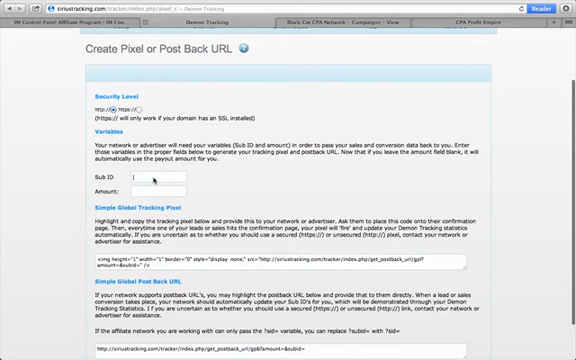 siriustracking.com/tracker/index.php/pixel_c — Demon Tracking
Reader
IM Control Panel Affiliate Program | IM Coo...
Demon Tracking
Black Cat CPA Network - Campaigns - View
CPA Profit Empire
Create Pixel or Post Back URL ?
Security Level
http:// https://
(https:// will only work if your domain has an SSL installed)
Variables
Your network or advertiser will need your variables (Sub ID and amount) in order to pass your sales and conversion data back to you. Enter
those variables in the proper fields below to generate your tracking pixel and postback URL. Now that if you leave the amount field blank, it will
automatically use the payout amount for you.
Sub ID
Amount:
Simple Global Tracking Pixel
Highlight and copy the tracking pixel below and provide this to your network or advertiser. Ask them to place this code onto their confirmation
page. Then, everytime one of your leads or sales hits the confirmation page, your pixel will 'fire' and update your Demon Tracking statistics
automatically. If you are uncertain as to whether you should use a secured (https://) or unsecured (http://) pixel, contact your network or
advertiser for assistance.
<img height="1" width="1" border="0" style="display: none;" src="http://siriustracking.com/tracker/index.php/get_postback_url/gpi?
amount=&subid=" />
Simple Global Post Back URL
If your network supports postback URL's, you may highlight the postback URL below and provide that to them directly. When a lead or sales
conversion takes place, your network should automatically update your Sub ID's for you, which will be demonstrated through your Demon
Tracking Statistics. If you are uncertain as to whether you should use a secured (https://) or unsecured (http://) link, contact your network or
advertiser for assistance.
If the affiliate network you are working with can only pass the ?sid= variable, you can replace ?subid= with ?sid=
http://siriustracking.com/tracker/index.php/get_postback_url/gpb?amount=&subid=